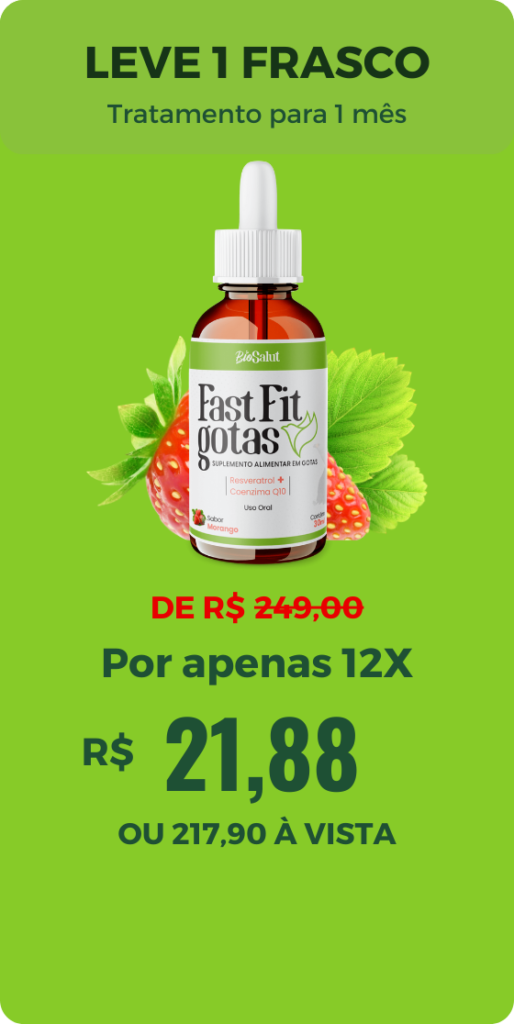 LEVE 1 FRASCO
Tratamento para 1 mês
BioSalut
Fast Fit
gotas
SUPLEMENTO ALIMENTAR EM GOTAS
Resveratrol +
Coenzima Q10
Uso Oral
Sabor
Morango
30ml
DE R$ 249,00
Por apenas 12X
R$ 21,88
OU 217,90 À VISTA